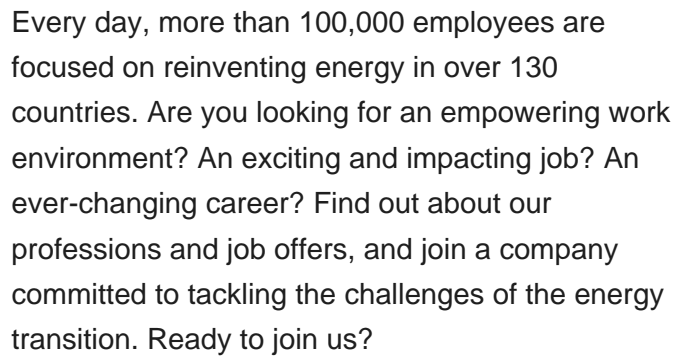 Every day, more than 100,000 employees are
focused on reinventing energy in over 130
countries. Are you looking for an empowering work
environment? An exciting and impacting job? An
ever-changing career? Find out about our
professions and job offers, and join a company
committed to tackling the challenges of the energy
transition. Ready to join us?